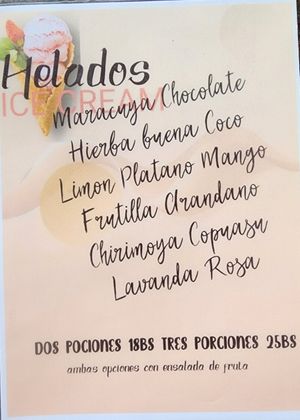 Helados
ICE CREAM
Maracuya Chocolate
Hierba buena Coco
Limon Platano Mango
Frutilla Arandano
Chirimoya Copuasu
Lavanda Rosa
DOS POCIONES 18BS TRES PORCIONES 25BS
ambas opciones con ensalada de fruta